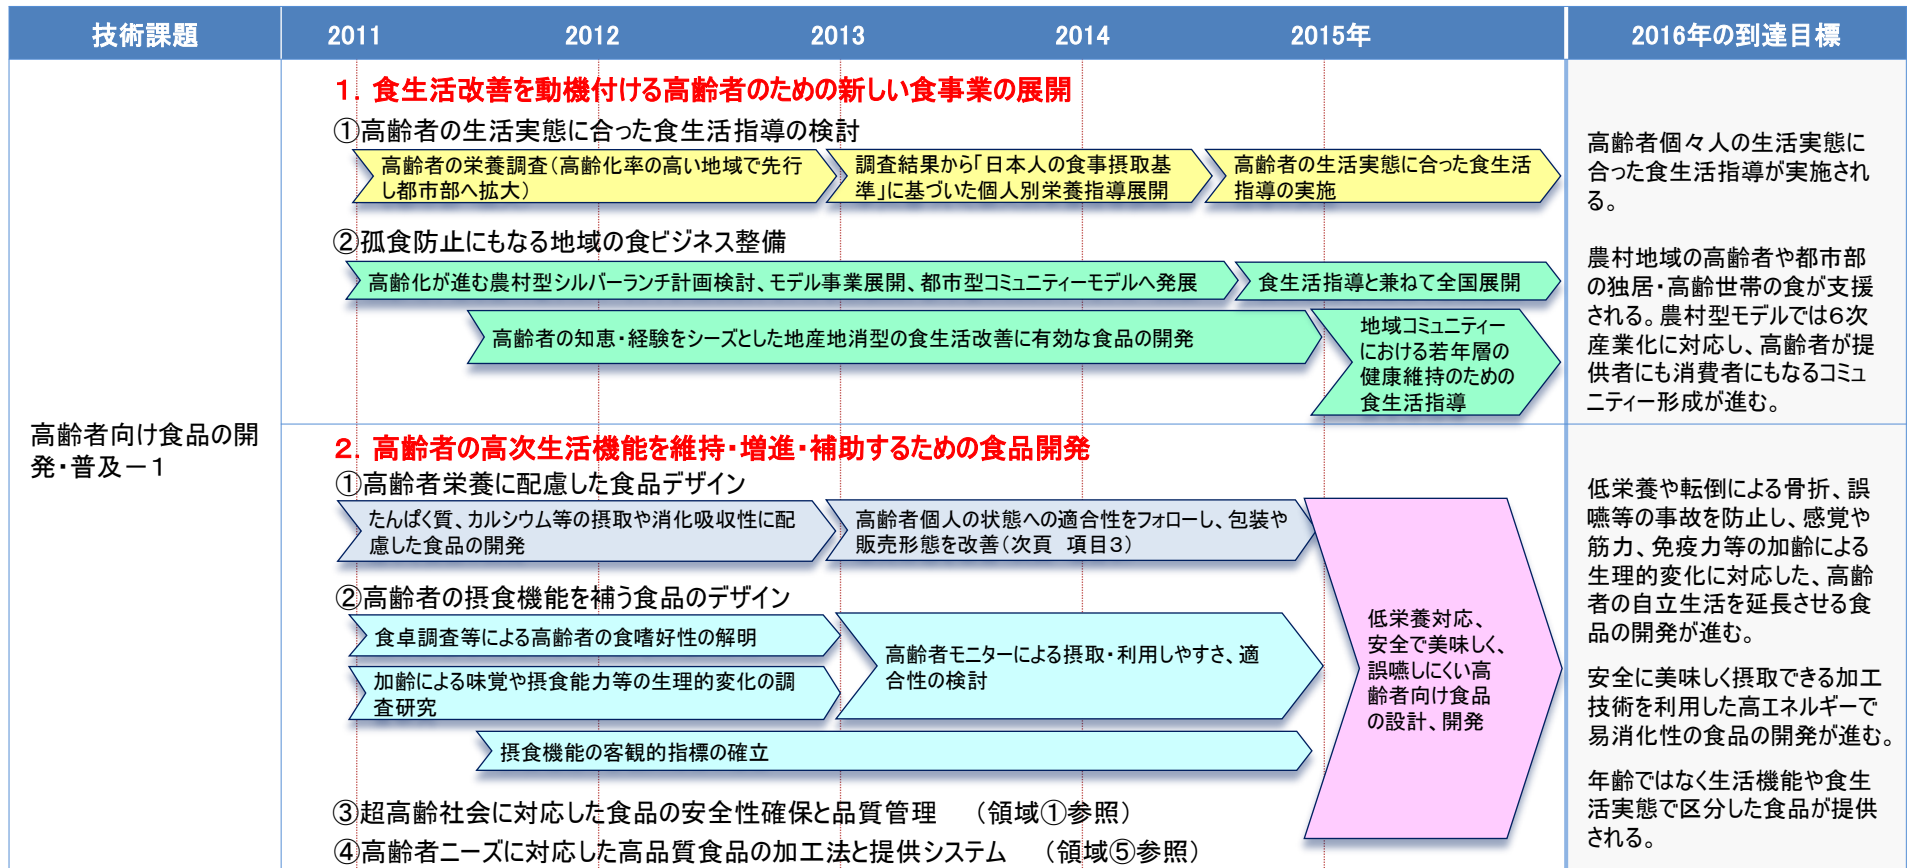 技術課題
2011
2012
2013
2014
2015年
2016年の到達目標
高齢者向け食品の開
発・普及－１
１．食生活改善を動機付ける高齢者のための新しい食事業の展開
①高齢者の生活実態に合った食生活指導の検討
高齢者の栄養調査（高齢化率の高い地域で先行
し都市部へ拡大）
調査結果から「日本人の食事摂取基
準」に基づいた個人別栄養指導展開
高齢者の生活実態に合った食生活
指導の実施
②孤食防止にもなる地域の食ビジネス整備
高齢化が進む農村型シルバーランチ計画検討、モデル事業展開、都市型コミュニティーモデルへ発展
食生活指導と兼ねて全国展開
高齢者の知恵・経験をシーズとした地産地消型の食生活改善に有効な食品の開発
地域コミュニティー
における若年層の
健康維持のための
食生活指導
高齢者個々人の生活実態に
合った食生活指導が実施され
る。
農村地域の高齢者や都市部
の独居・高齢世帯の食が支援
される。農村型モデルでは６次
産業化に対応し、高齢者が提
供者にも消費者にもなるコミュ
ニティー形成が進む。
２．高齢者の高次生活機能を維持・増進・補助するための食品開発
①高齢者栄養に配慮した食品デザイン
たんぱく質、カルシウム等の摂取や消化吸収性に配
慮した食品の開発
高齢者個人の状態への適合性をフォローし、包装や
販売形態を改善（次頁　項目３）
②高齢者の摂食機能を補う食品のデザイン
食卓調査等による高齢者の食嗜好性の解明
加齢による味覚や摂食能力等の生理的変化の調
査研究
高齢者モニターによる摂取・利用しやすさ、適
合性の検討
摂食機能の客観的指標の確立
低栄養対応、
安全で美味しく、
誤嚥しにくい高
齢者向け食品
の設計、開発
③超高齢社会に対応した食品の安全性確保と品質管理　（領域①参照）
④高齢者ニーズに対応した高品質食品の加工法と提供システム　（領域⑤参照）
低栄養や転倒による骨折、誤
嚥等の事故を防止し、感覚や
筋力、免疫力等の加齢による
生理的変化に対応した、高齢
者の自立生活を延長させる食
品の開発が進む。
安全に美味しく摂取できる加工
技術を利用した高エネルギーで
易消化性の食品の開発が進む。
年齢ではなく生活機能や食生
活実態で区分した食品が提供
される。